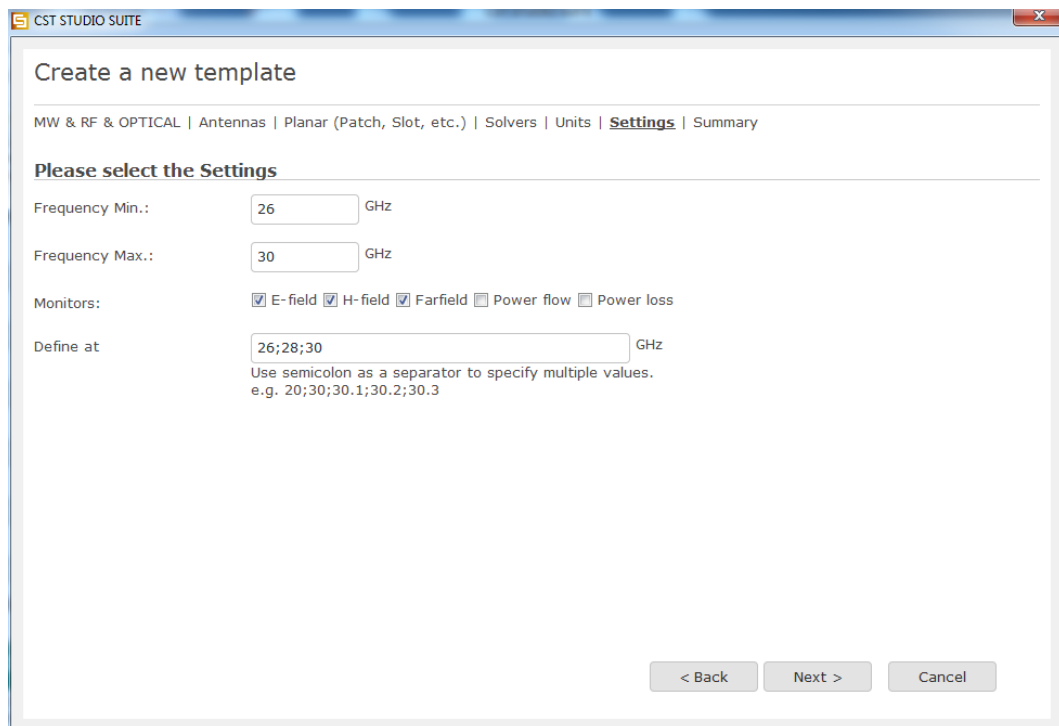 CST STUDIO SUITE
Create a new template
MW & RF & OPTICAL | Antennas | Planar (Patch, Slot, etc.) | Solvers | Units | Settings | Summary
Please select the Settings
Frequency Min.: 26 GHz
Frequency Max.: 30 GHz
Monitors: E-field H-field Farfield Power flow Power loss
Define at 26;28;30 GHz
Use semicolon as a separator to specify multiple values.
e.g. 20;30;30.1;30.2;30.3
< Back Next > Cancel